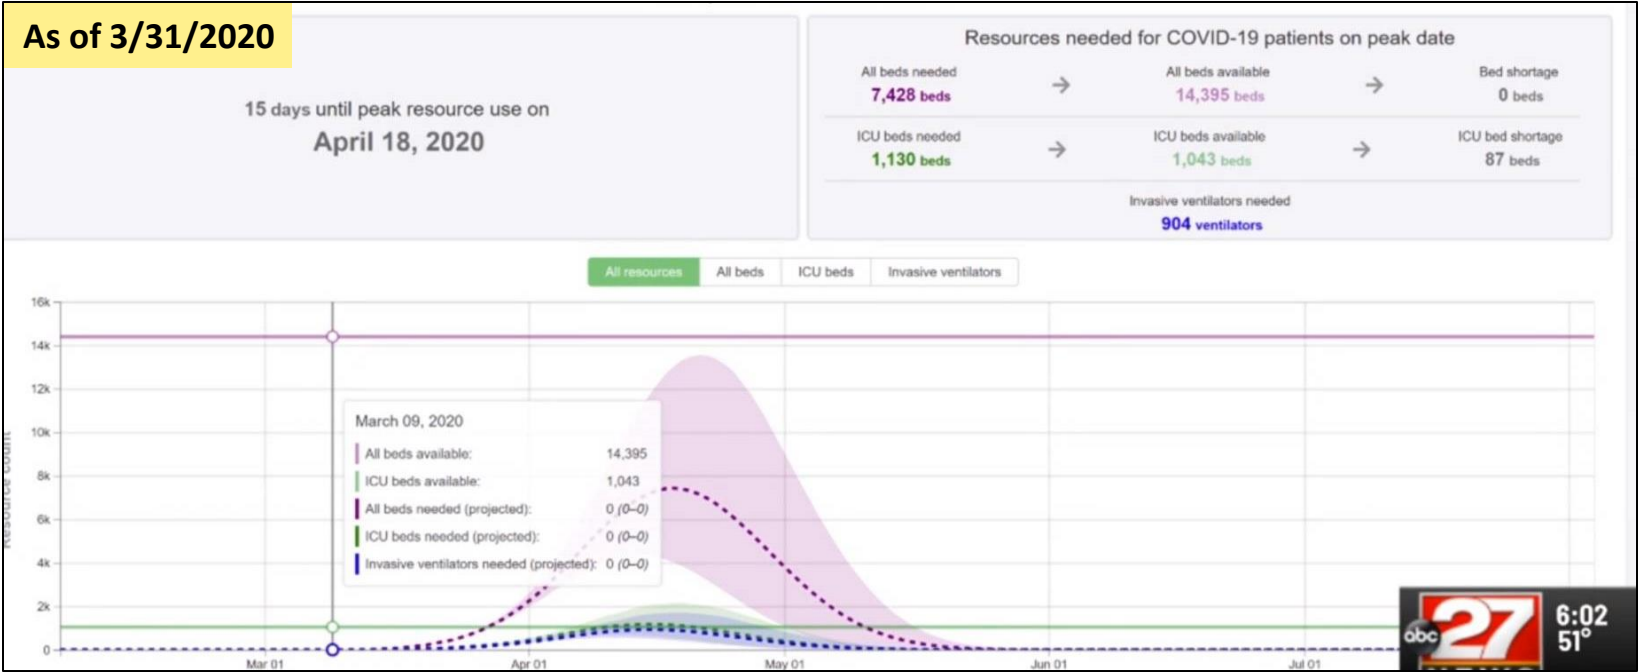 As of 3/31/2020
15 days until peak resource use on
April 18, 2020
Resources needed for COVID-19 patients on peak date
All beds needed
7,428 beds
All beds available
14,395 beds
Bed shortage
0 beds
ICU beds needed
1,130 beds
ICU beds available
1,043 beds
ICU bed shortage
87 beds
Invasive ventilators needed
904 ventilators
All resources All beds ICU beds Invasive ventilators
Resource count
16k
14k
12k
10k
8k
6k
4k
2k
0
March 09, 2020
All beds available: 14,395
ICU beds available: 1,043
All beds needed (projected): 0 (0–0)
ICU beds needed (projected): 0 (0–0)
Invasive ventilators needed (projected): 0 (0–0)
Mar 01 Apr 01 May 01 Jun 01 Jul 01
abc 27
6:02
51°